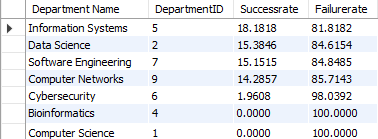 Department Name DepartmentID Successrate Failurerate
Information Systems 5 18.1818 81.8182
Data Science 2 15.3846 84.6154
Software Engineering 7 15.1515 84.8485
Computer Networks 9 14.2857 85.7143
Cybersecurity 6 1.9608 98.0392
Bioinformatics 4 0.0000 100.0000
Computer Science 1 0.0000 100.0000